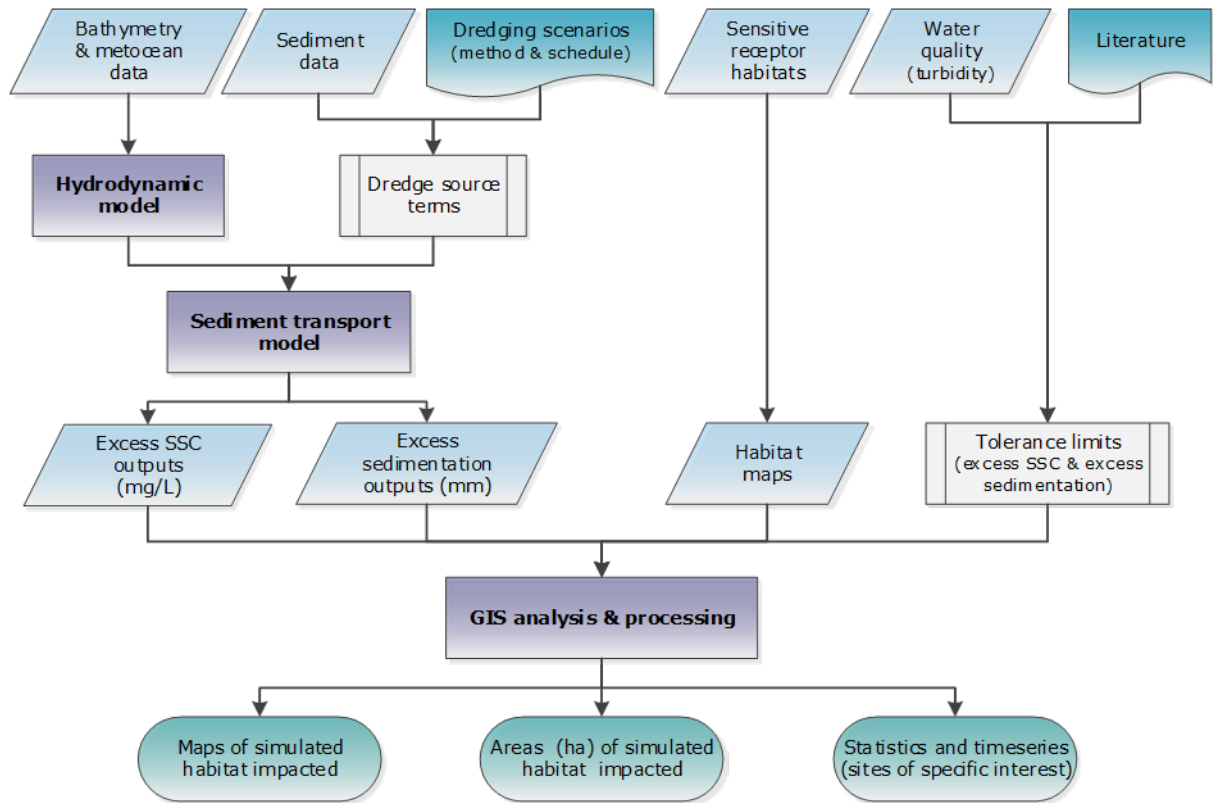 Bathymetry
& metocean
data
Sediment
data
Dredging scenarios
(method & schedule)
Sensitive
receptor
habitats
Water
quality
(turbidity)
Literature
Hydrodynamic
model
Dredge source
terms
Sediment transport
model
Excess SSC
outputs
(mg/L)
Excess
sedimentation
outputs (mm)
Habitat
maps
Tolerance limits
(excess SSC & excess
sedimentation)
GIS analysis & processing
Maps of simulated
habitat impacted
Areas (ha) of simulated
habitat impacted
Statistics and timeseries
(sites of specific interest)